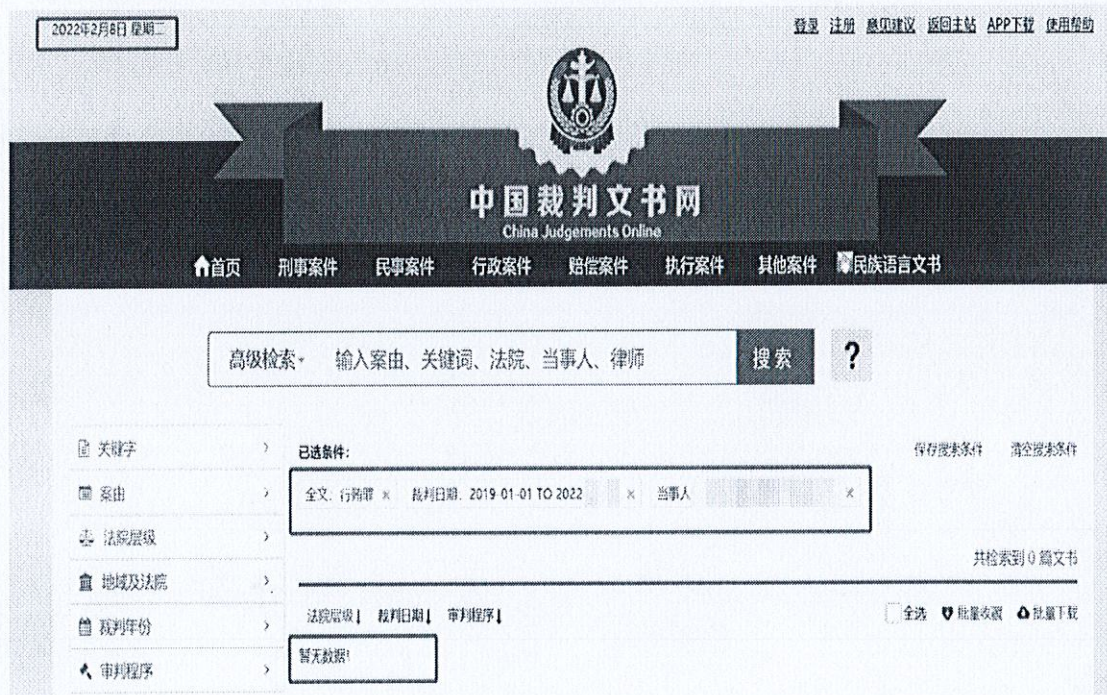 2022年2月8日 星期二
登录 注册 意见建议 返回主站 APP下载 使用帮助
中国裁判文书网
China Judgements Online
首页 刑事案件 民事案件 行政案件 赔偿案件 执行案件 其他案件 民族语言文书
高级检索 输入案由、关键词、法院、当事人、律师 搜索 ?
关键字
已选条件:
保存搜索条件 清空搜索条件
案由
全文:行贿罪 × 裁判日期:2019-01-01 TO 2022 × 当事人 ×
法院层级
共检索到 0 篇文书
地域及法院
法院层级 裁判日期 审判程序
全选 批量收藏 批量下载
裁判年份
暂无数据!
审判程序